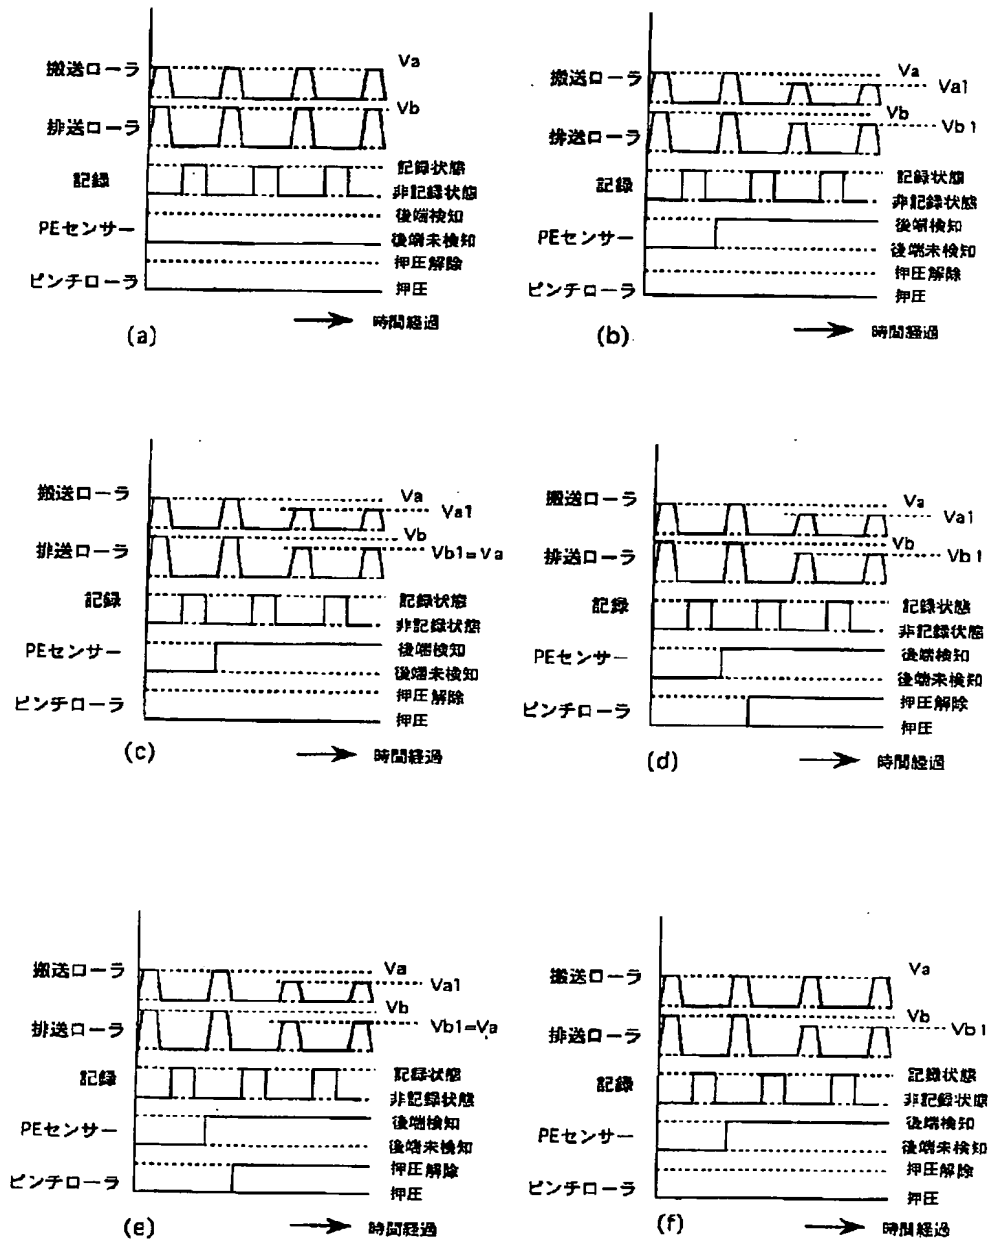 搬送ローラ
Va
排送ローラ
Vb
記録
記録状態
非記録状態
PEセンサー
後端検知
後端未検知
ピンチローラ
押圧解除
押圧
(a)
時間経過
搬送ローラ
Va
Va1
排送ローラ
Vb
Vb1
記録
記録状態
非記録状態
PEセンサー
後端検知
後端未検知
ピンチローラ
押圧解除
押圧
(b)
時間経過
搬送ローラ
Va
Va1
排送ローラ
Vb
Vb1=Va
記録
記録状態
非記録状態
PEセンサー
後端検知
後端未検知
ピンチローラ
押圧解除
押圧
(c)
時間経過
搬送ローラ
Va
Va1
排送ローラ
Vb
Vb1
記録
記録状態
非記録状態
PEセンサー
後端検知
後端未検知
ピンチローラ
押圧解除
押圧
(d)
時間経過
搬送ローラ
Va
Va1
排送ローラ
Vb
Vb1=Va
記録
記録状態
非記録状態
PEセンサー
後端検知
後端未検知
ピンチローラ
押圧解除
押圧
(e)
時間経過
搬送ローラ
Va
排送ローラ
Vb
Vb1
記録
記録状態
非記録状態
PEセンサー
後端検知
後端未検知
ピンチローラ
押圧解除
押圧
(f)
時間経過